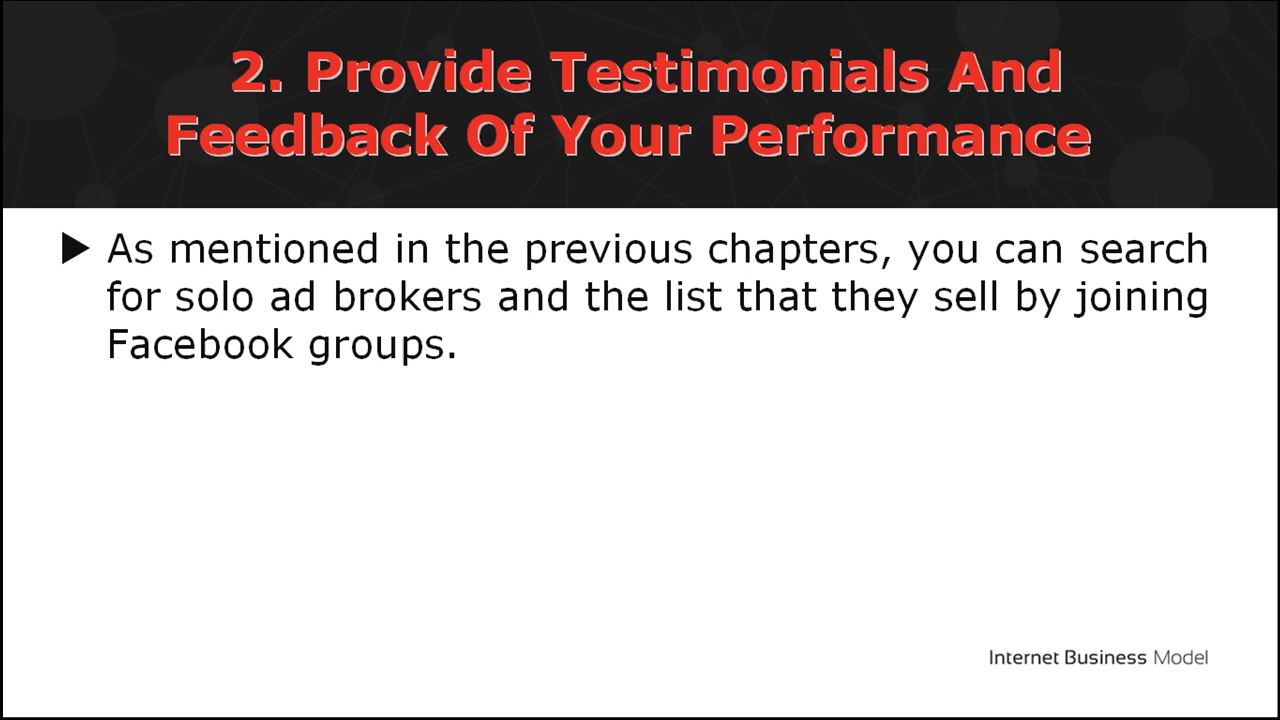 2. Provide Testimonials And
Feedback Of Your Performance
As mentioned in the previous chapters, you can search
for solo ad brokers and the list that they sell by joining
Facebook groups.
Internet Business Model